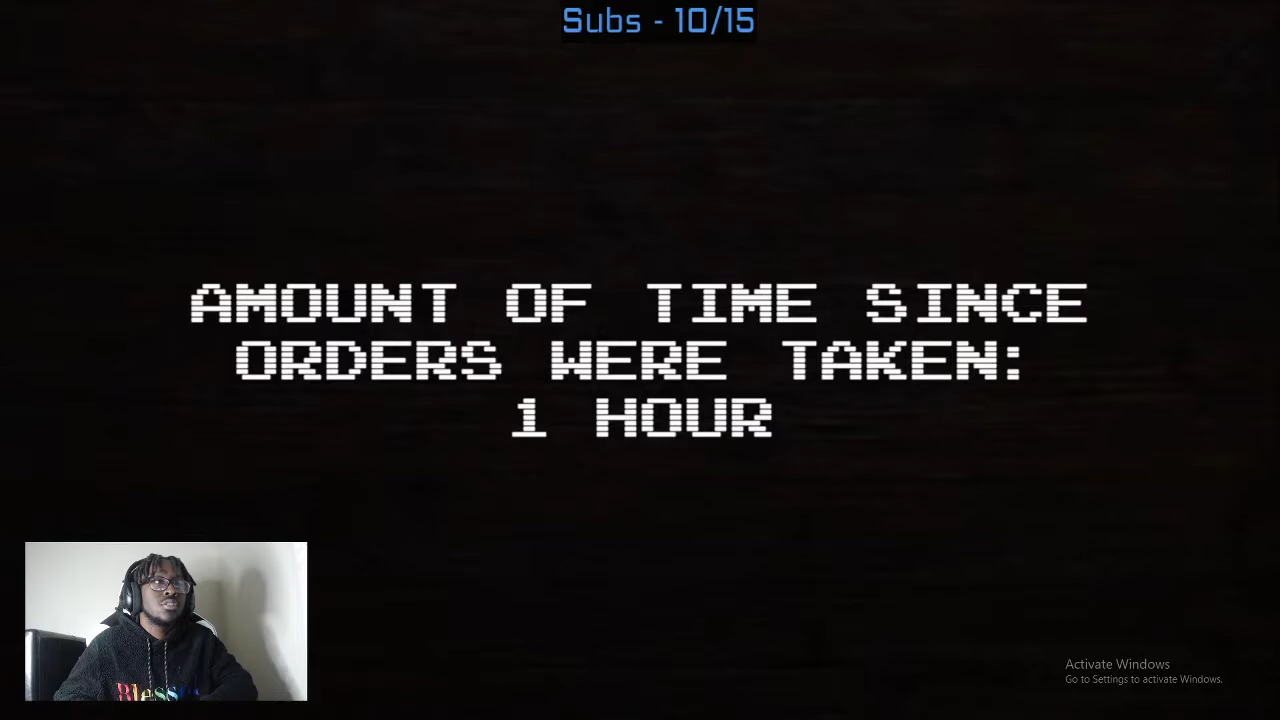 Subs - 10/15
AMOUNT OF TIME SINCE
ORDERS WERE TAKEN:
1 HOUR
Activate Windows
Go to Settings to activate Windows.